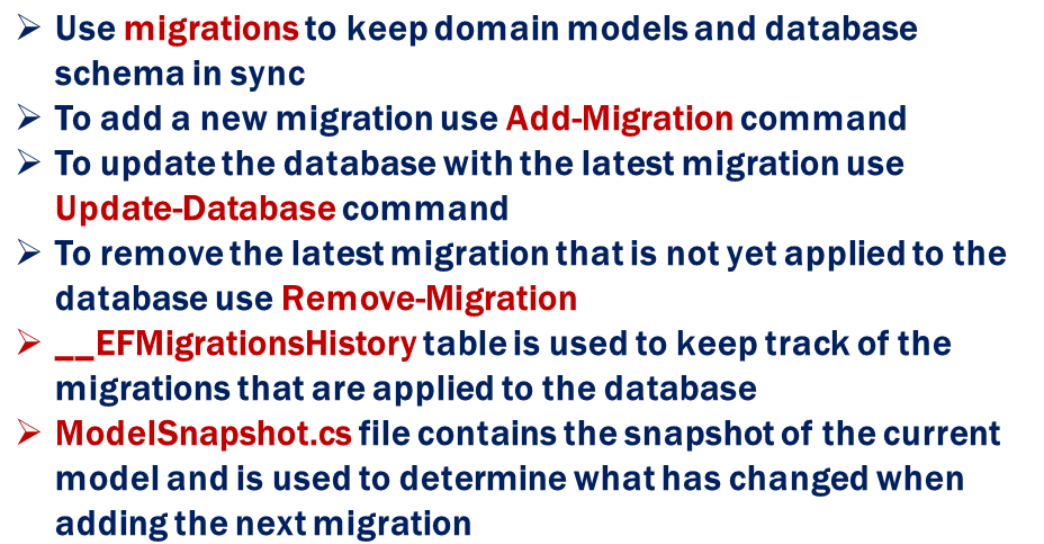 ➢ Use migrations to keep domain models and database
schema in sync
➢ To add a new migration use Add-Migration command
➢ To update the database with the latest migration use
Update-Database command
➢ To remove the latest migration that is not yet applied to the
database use Remove-Migration
➢ __EFMigrationsHistory table is used to keep track of the
migrations that are applied to the database
➢ ModelSnapshot.cs file contains the snapshot of the current
model and is used to determine what has changed when
adding the next migration